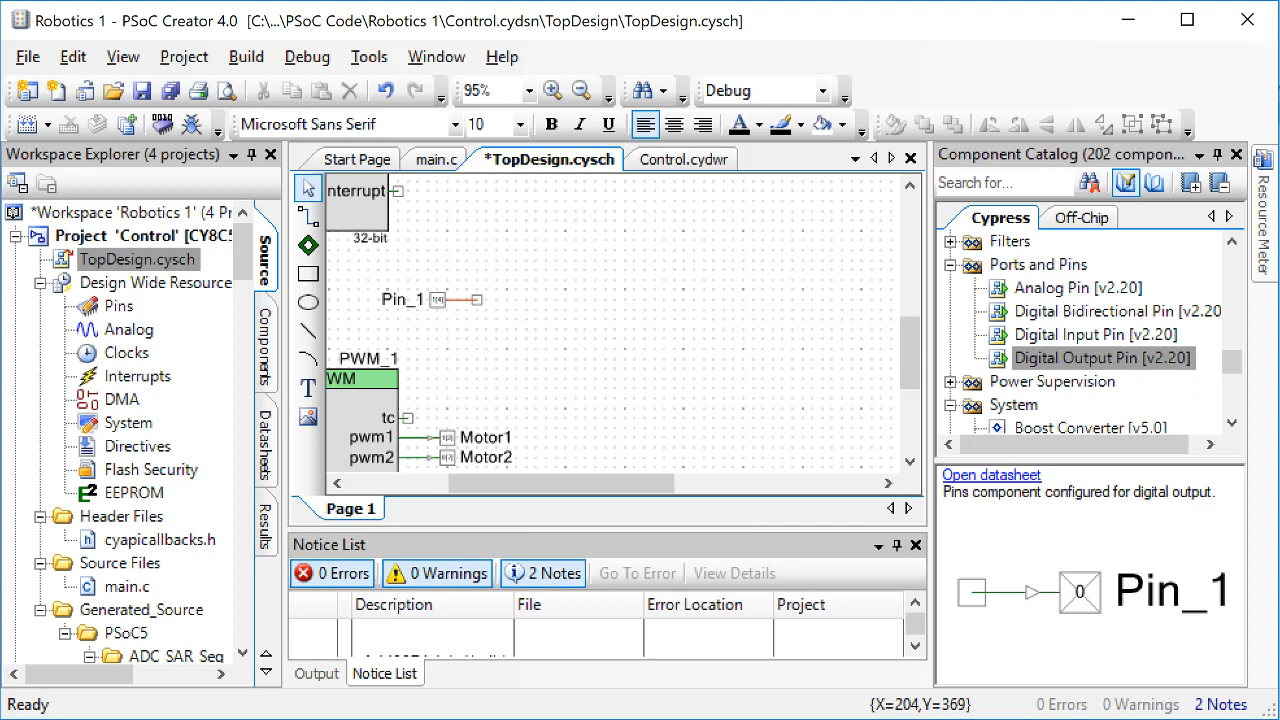 Robotics 1 - PSoC Creator 4.0 [C:\...\PSoC Code\Robotics 1\Control.cydsn\TopDesign\TopDesign.cysch]
File Edit View Project Build Debug Tools Window Help
95% Debug
Microsoft Sans Serif 10 B I U A
Workspace Explorer (4 projects)
*Workspace 'Robotics 1' (4 Pr
Project 'Control' [CY8C5
TopDesign.cysch
Design Wide Resource
Pins
Analog
Clocks
Interrupts
DMA
System
Directives
Flash Security
EEPROM
Header Files
cyapicallbacks.h
Source Files
main.c
Generated_Source
PSoC5
ADC_SAR_Seq
Source
Components
Datasheets
Results
Start Page main.c *TopDesign.cysch Control.cydwr
nterrupt
32-bit
Pin_1
PWM_1
WM
tc
pwm1 Motor1
pwm2 Motor2
T
Page 1
Notice List
0 Errors 0 Warnings 2 Notes Go To Error View Details
Description File Error Location Project
Output Notice List
Component Catalog (202 compon...
Search for...
Cypress Off-Chip
Filters
Ports and Pins
Analog Pin [v2.20]
Digital Bidirectional Pin [v2.20
Digital Input Pin [v2.20]
Digital Output Pin [v2.20]
Power Supervision
System
Boost Converter [v5.0]
Open datasheet
Pins component configured for digital output.
0 Pin_1
Resource Meter
Ready {X=204,Y=369} 0 Errors 0 Warnings 2 Notes